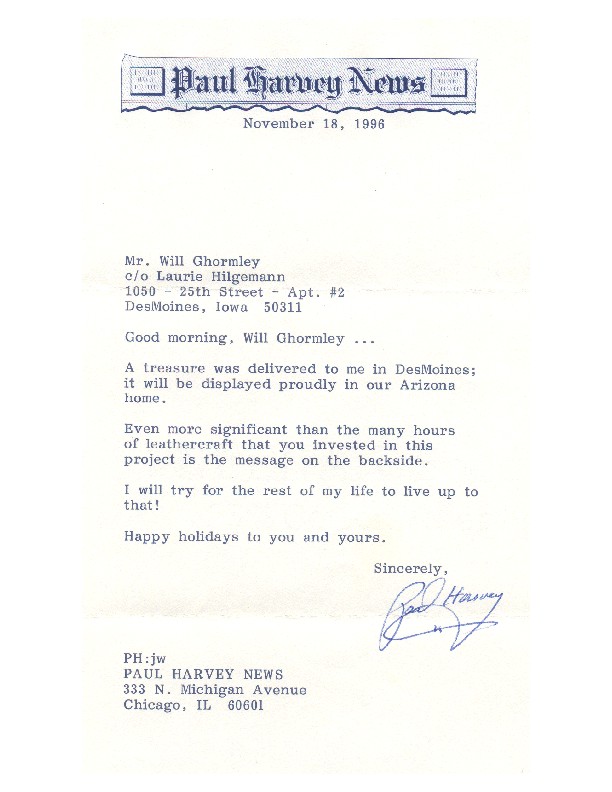 Paul Harvey News
November 18, 1996
Mr. Will Ghormley
c/o Laurie Hilgemann
1050 - 25th Street - Apt. #2
DesMoines, Iowa 50311
Good morning, Will Ghormley ...
A treasure was delivered to me in DesMoines;
it will be displayed proudly in our Arizona
home.
Even more significant than the many hours
of leathercraft that you invested in this
project is the message on the backside.
I will try for the rest of my life to live up to
that!
Happy holidays to you and yours.
Sincerely,
Paul Harvey
PH:jw
PAUL HARVEY NEWS
333 N. Michigan Avenue
Chicago, IL 60601